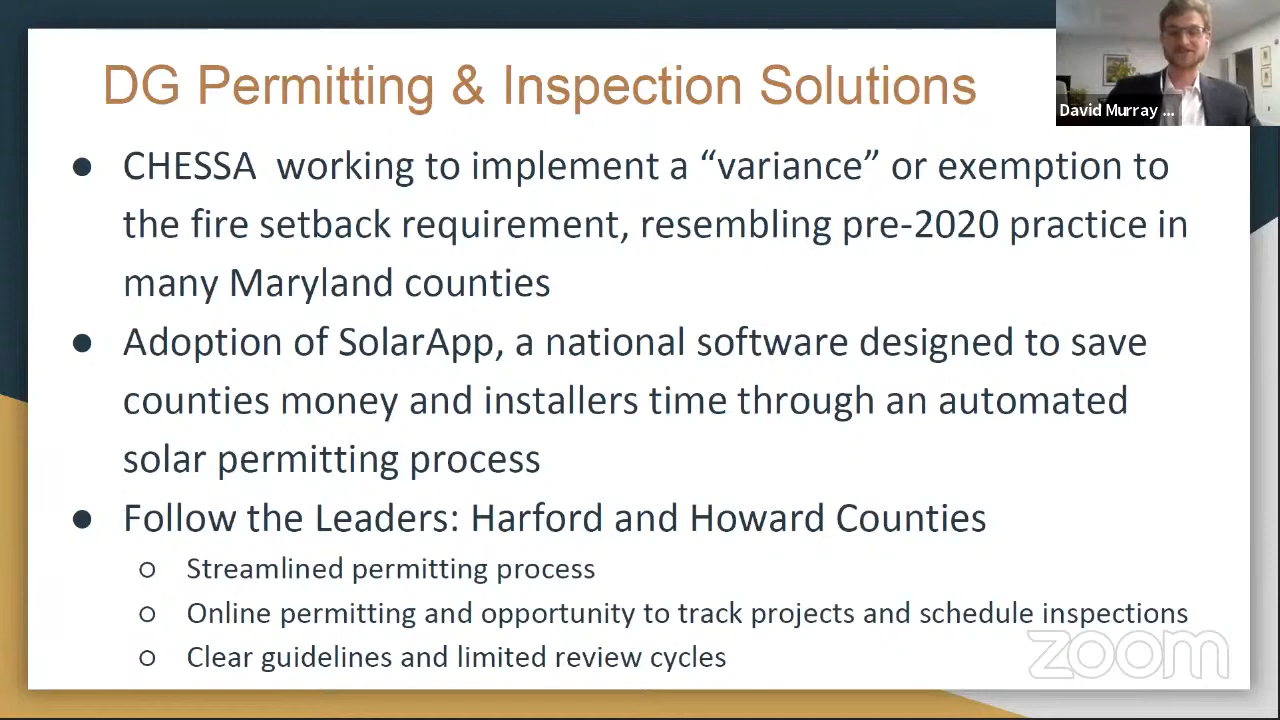 DG Permitting & Inspection Solutions
David Murray ...
● CHESSA  working to implement a “variance” or exemption to
the fire setback requirement, resembling pre-2020 practice in
many Maryland counties
● Adoption of SolarApp, a national software designed to save
counties money and installers time through an automated
solar permitting process
● Follow the Leaders: Harford and Howard Counties
○ Streamlined permitting process
○ Online permitting and opportunity to track projects and schedule inspections
○ Clear guidelines and limited review cycles
zoom